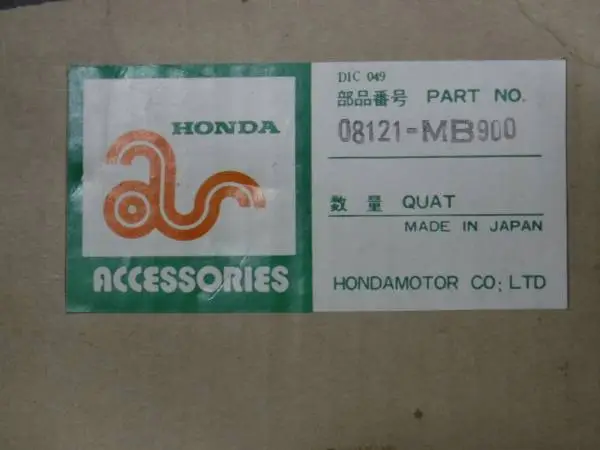 HONDA
ACCESSORIES
DIC 049
部品番号 PART NO.
08121-MB900
数量 QUAT
MADE IN JAPAN
HONDAMOTOR CO; LTD